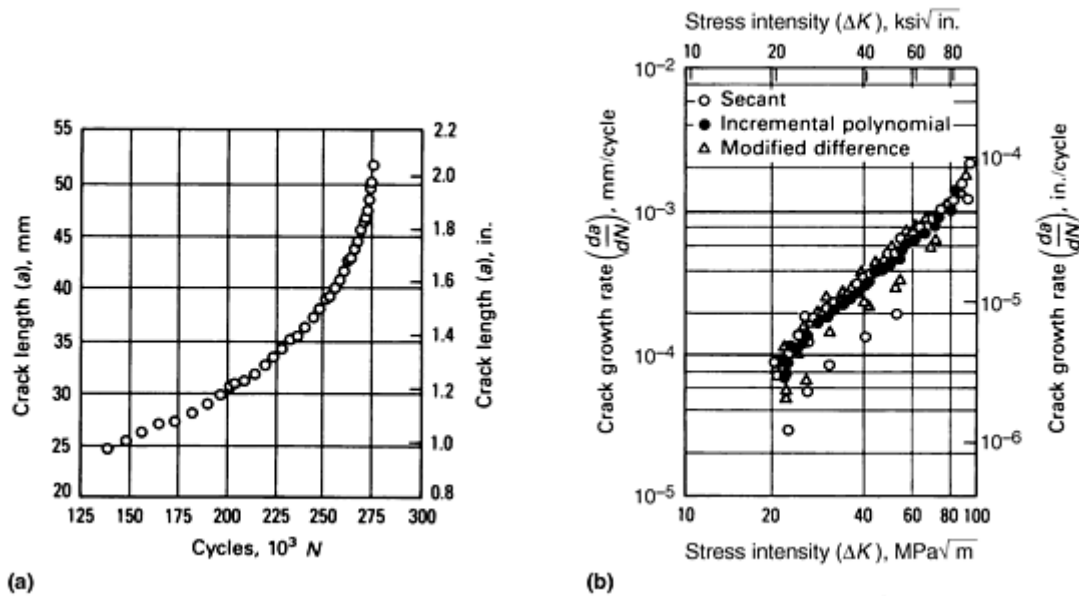 55
50
45
40
35
30
25
20
Crack length (a), mm
125 150 175 200 225 250 275 300
Cycles, 10³ N
2.2
2.0
1.8
1.6
1.4
1.2
1.0
0.8
Crack length (a), in.
(a)
Stress intensity (ΔK), ksi√in.
10 20 40 60 80
10⁻²
10⁻³
10⁻⁴
10⁻⁵
Crack growth rate (da/dN), mm/cycle
Secant
Incremental polynomial
Modified difference
10⁻⁴
10⁻⁵
10⁻⁶
Crack growth rate (da/dN), in./cycle
10 20 40 60 80 100
Stress intensity (ΔK), MPa√m
(b)